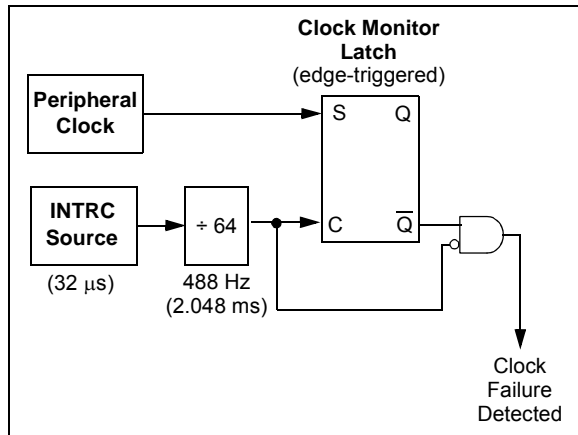 Clock Monitor
Latch
(edge-triggered)
Peripheral
Clock
S
Q
INTRC
Source
(32 μs)
÷ 64
488 Hz
(2.048 ms)
C
Q̅
Clock
Failure
Detected